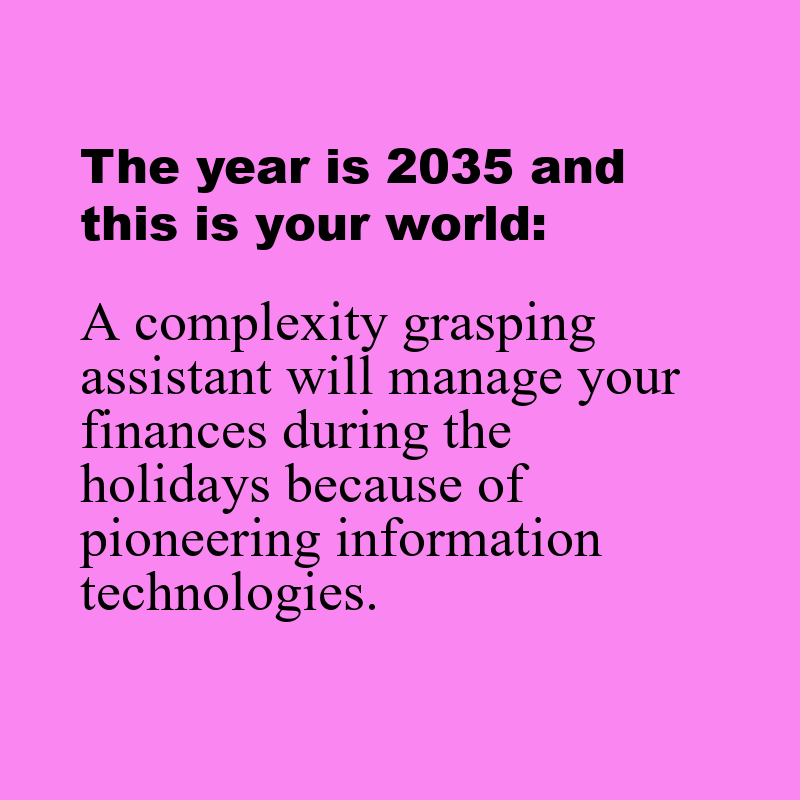 The year is 2035 and
this is your world:
A complexity grasping
assistant will manage your
finances during the
holidays because of
pioneering information
technologies.